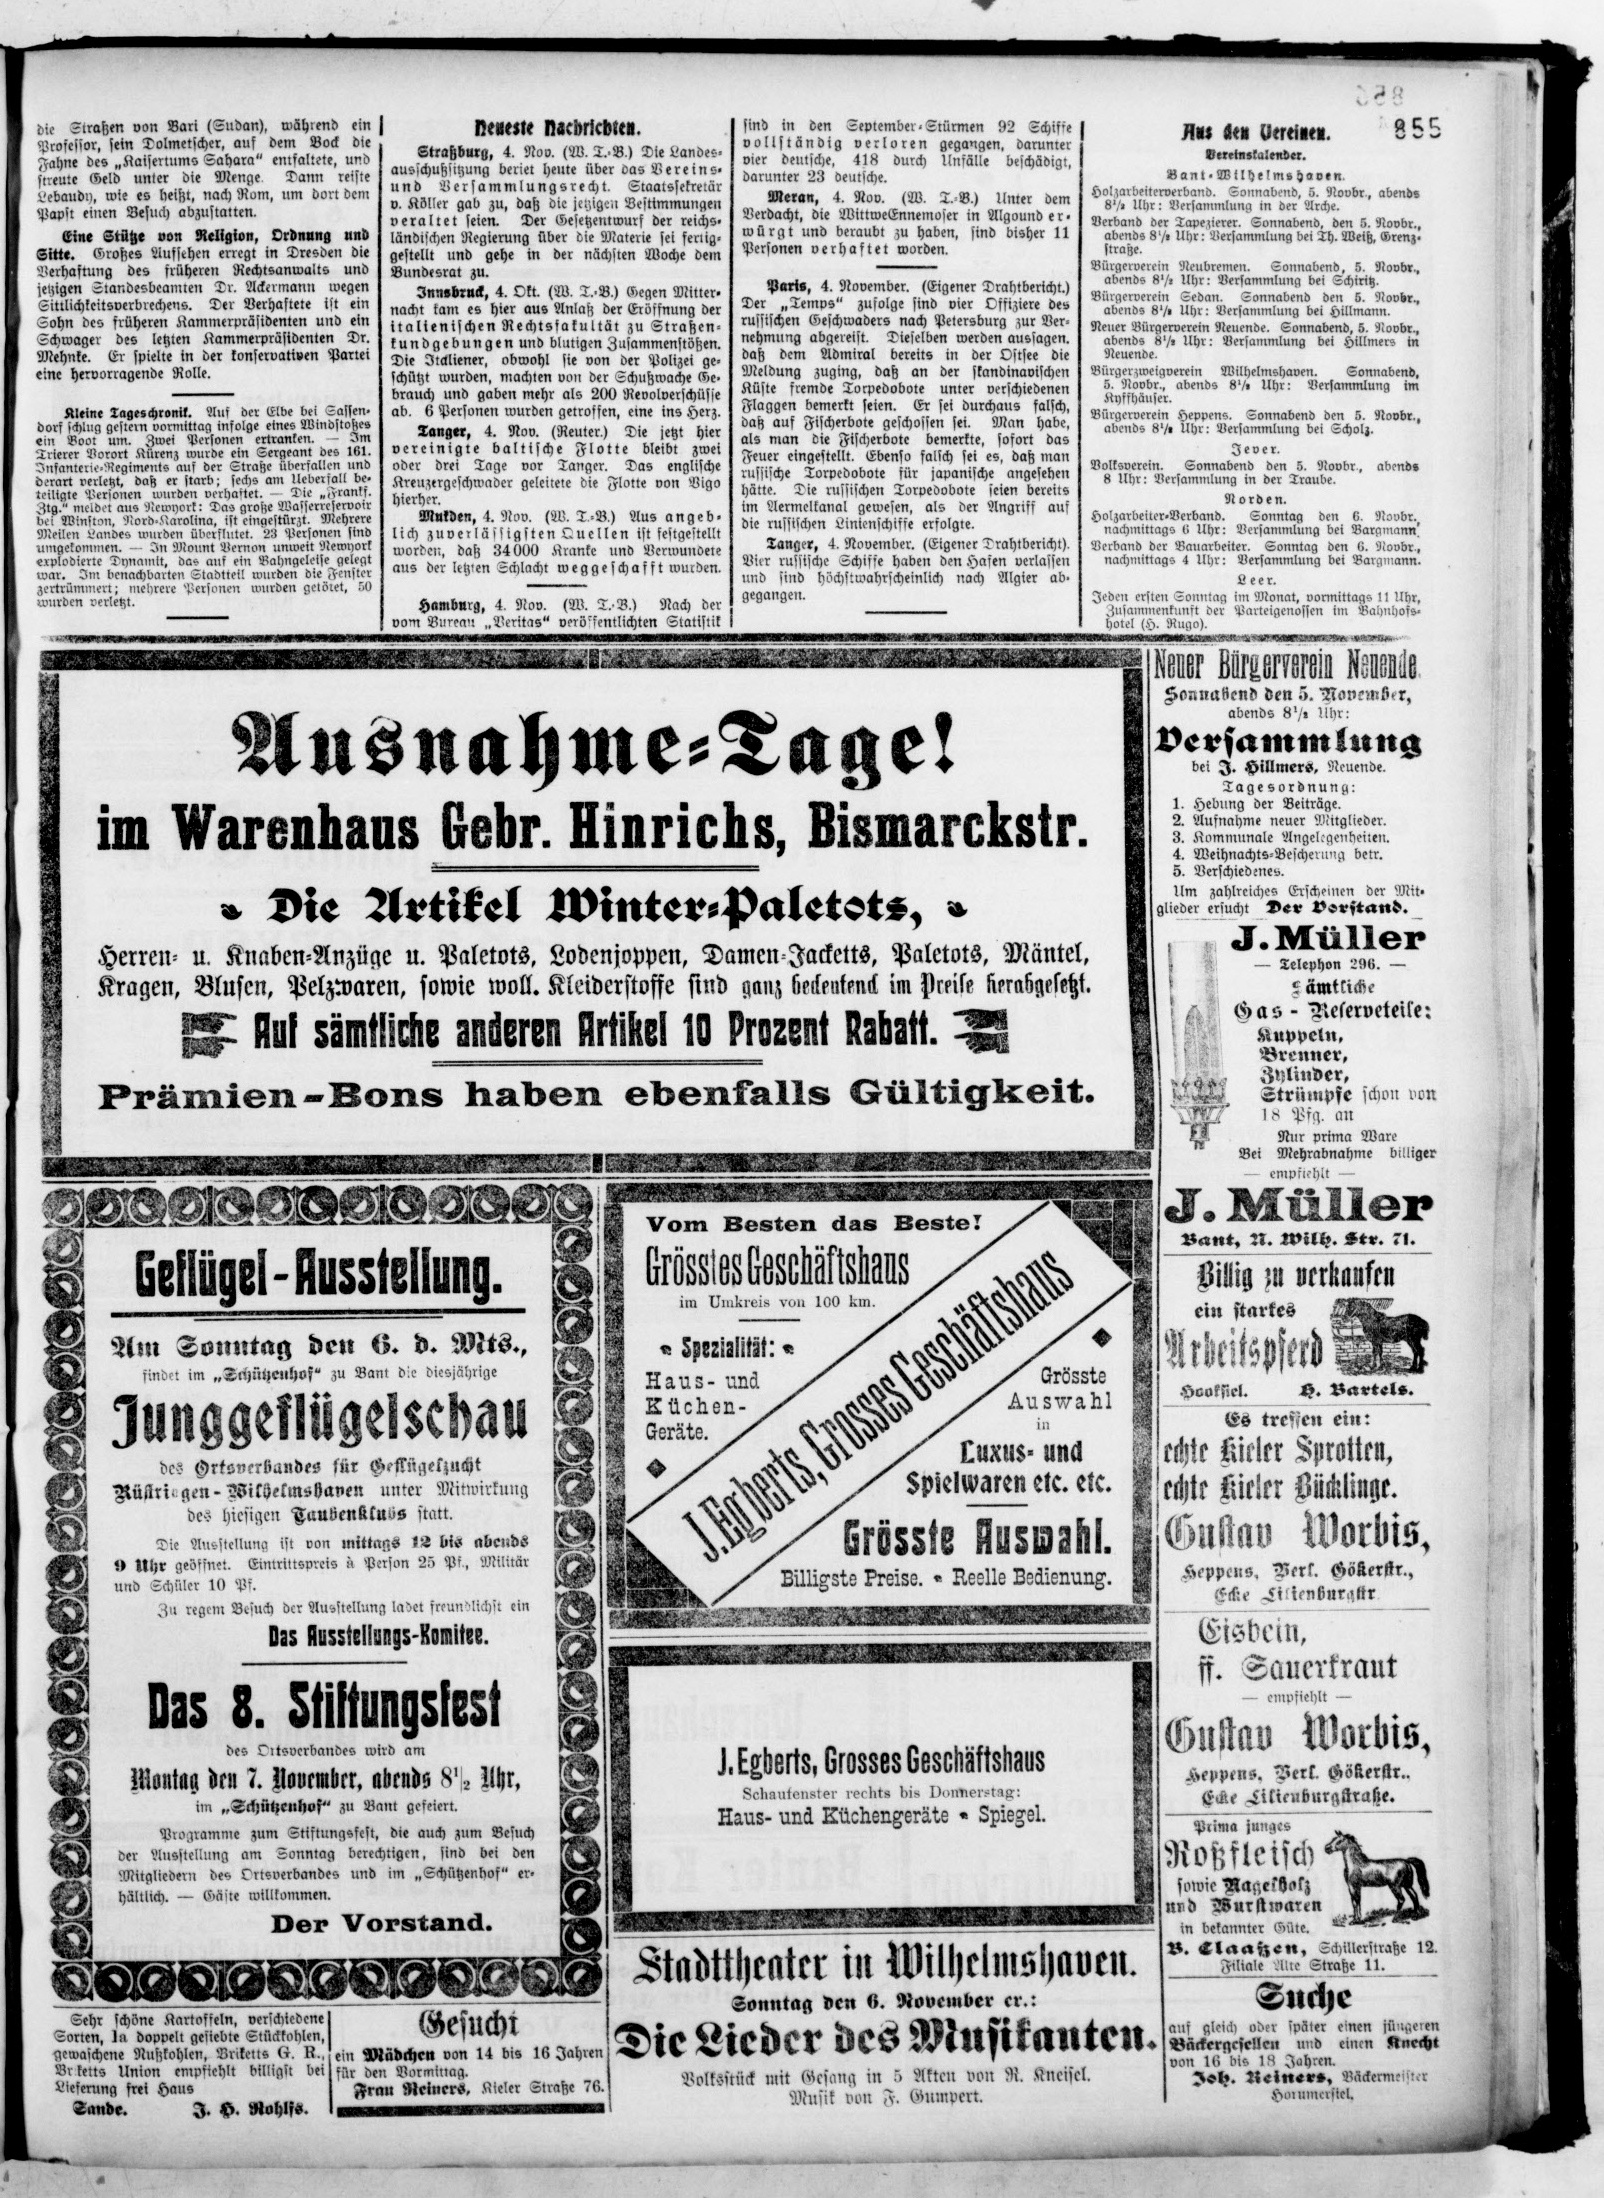 855
die Straßen von Bari (Sudan), während ein
Professor, sein Dolmetscher, auf dem Bock die
Fahne des „Kaisertums Sahara“ entfaltete, und
streute Geld unter die Menge. Dann reiste
Lebaudy, wie es heißt, nach Rom, um dort dem
Papst einen Besuch abzustatten.
Eine Stütze von Religion, Ordnung und
Sitte. Großes Aufsehen erregt in Dresden die
Verhaftung des früheren Rechtsanwalts und
jetzigen Standesbeamten Dr. Ackermann wegen
Sittlichkeitsverbrechens. Der Verhaftete ist ein
Sohn des früheren Kammerpräsidenten und ein
Schwager des letzten Kammerpräsidenten Dr.
Mehnke. Er spielte in der konservativen Partei
eine hervorragende Rolle.
Kleine Tageschronik. Auf der Elbe bei Sassen-
dorf schlug gestern vormittag infolge eines Windstoßes
ein Boot um. Zwei Personen ertranken. — Im
Trierer Vorort Kürenz wurde ein Sergeant des 161.
Infanterie-Regiments auf der Straße überfallen und
derart verletzt, daß er starb; sechs am Ueberfall be-
teiligte Personen wurden verhaftet. — Die „Frankf.
Ztg.“ meldet aus Newyork: Das große Wasserreservoir
bei Winston, Nord-Karolina, ist eingestürzt. Mehrere
Meilen Landes wurden überflutet. 23 Personen sind
umgekommen. — In Mount Vernon unweit Newyork
explodierte Dynamit, das auf ein Bahngeleise gelegt
war. Im benachbarten Stadtteil wurden die Fenster
zertrümmert; mehrere Personen wurden getötet, 50
wurden verletzt.
Neueste Nachrichten.
Straßburg, 4. Nov. (W. T.-B.) Die Landes-
ausschußsitzung beriet heute über das Vereins-
und Versammlungsrecht. Staatssekretär
v. Köller gab zu, daß die jetzigen Bestimmungen
veraltet seien. Der Gesetzentwurf der reichs-
ländischen Regierung über die Materie sei fertig-
gestellt und gehe in der nächsten Woche dem
Bundesrat zu.
Innsbruck, 4. Okt. (W. T.-B.) Gegen Mitter-
nacht kam es hier aus Anlaß der Eröffnung der
italienischen Rechtsfakultät zu Straßen-
kundgebungen und blutigen Zusammenstößen.
Die Italiener, obwohl sie von der Polizei ge-
schützt wurden, machten von der Schußwache Ge-
brauch und gaben mehr als 200 Revolverschüsse
ab. 6 Personen wurden getroffen, eine ins Herz.
Tanger, 4. Nov. (Reuter.) Die jetzt hier
vereinigte baltische Flotte bleibt zwei
oder drei Tage vor Tanger. Das englische
Kreuzergeschwader geleitete die Flotte von Vigo
hierher.
Mukden, 4. Nov. (W. T.-B.) Aus angeb-
lich zuverlässigsten Quellen ist festgestellt
worden, daß 34000 Kranke und Verwundete
aus der letzten Schlacht weggeschafft wurden.
Hamburg, 4. Nov. (W. T.-B.) Nach der
vom Bureau „Veritas“ veröffentlichten Statistik
sind in den September-Stürmen 92 Schiffe
vollständig verloren gegangen, darunter
vier deutsche, 418 durch Unfälle beschädigt,
darunter 23 deutsche.
Meran, 4. Nov. (W. T.-B.) Unter dem
Verdacht, die Wittwe Ennemoser in Algound er-
würgt und beraubt zu haben, sind bisher 11
Personen verhaftet worden.
Paris, 4. November. (Eigener Drahtbericht.)
Der „Temps“ zufolge sind vier Offiziere des
russischen Geschwaders nach Petersburg zur Ver-
nehmung abgereist. Dieselben werden aussagen.
daß dem Admiral bereits in der Ostsee die
Meldung zuging, daß an der skandinavischen
Küste fremde Torpedobote unter verschiedenen
Flaggen bemerkt seien. Er sei durchaus falsch,
daß auf Fischerbote geschossen sei. Man habe,
als man die Fischerbote bemerkte, sofort das
Feuer eingestellt. Ebenso falsch sei es, daß man
russische Torpedobote für japanische angesehen
hätte. Die russischen Torpedobote seien bereits
im Aermelkanal gewesen, als der Angriff auf
die russischen Linienschiffe erfolgte.
Tanger, 4. November. (Eigener Drahtbericht).
Vier russische Schiffe haben den Hafen verlassen
und sind höchstwahrscheinlich nach Algier ab-
gegangen.
Aus den Vereinen.
Vereinskalender.
Bant-Wilhelmshaven.
Holzarbeiterverband. Sonnabend, 5. Novbr., abends
8½ Uhr: Versammlung in der Arche.
Verband der Tapezierer. Sonnabend, den 5. Novbr.,
abends 8½ Uhr: Versammlung bei Th. Weiß, Grenz-
straße.
Bürgerverein Neubremen. Sonnabend, 5. Novbr.,
abends 8½ Uhr: Versammlung bei Schiritz.
Bürgerverein Sedan. Sonnabend den 5. Novbr.,
abends 8½ Uhr: Versammlung bei Hillmann.
Neuer Bürgerverein Neuende. Sonnabend, 5. Novbr.,
abends 8½ Uhr: Versammlung bei Hillmers in
Neuende.
Bürgerzweigverein Wilhelmshaven. Sonnabend,
5. Novbr., abends 8½ Uhr: Versammlung im
Kyffhäuser.
Bürgerverein Heppens. Sonnabend den 5. Novbr.,
abends 8½ Uhr: Versammlung bei Scholz.
Jever.
Volksverein. Sonnabend den 5. Novbr., abends
8 Uhr: Versammlung in der Traube.
Norden.
Holzarbeiter-Verband. Sonntag den 6. Novbr.,
nachmittags 6 Uhr: Versammlung bei Bargmann.
Verband der Bauarbeiter. Sonntag den 6. Novbr.,
nachmittags 4 Uhr: Versammlung bei Bargmann.
Leer.
Jeden ersten Sonntag im Monat, vormittags 11 Uhr,
Zusammenkunft der Parteigenossen im Bahnhofs-
hotel (H. Rugo).
Ausnahme-Tage!
im Warenhaus Gebr. Hinrichs, Bismarckstr.
Die Artikel Winter-Paletots,
Herren- u. Knaben-Anzüge u. Paletots, Lodenjoppen, Damen-Jacketts, Paletots, Mäntel,
Kragen, Blusen, Pelzwaren, sowie woll. Kleiderstoffe sind ganz bedeutend im Preise herabgesetzt.
Auf sämtliche anderen Artikel 10 Prozent Rabatt.
Prämien-Bons haben ebenfalls Gültigkeit.
Geflügel-Ausstellung.
Am Sonntag den 6. d. Mts.,
findet im „Schützenhof“ zu Bant die diesjährige
Junggeflügelschau
des Ortsverbandes für Geflügelzucht
Rüstringen-Wilhelmshaven unter Mitwirkung
des hiesigen Taubenklubs statt.
Die Ausstellung ist von mittags 12 bis abends
9 Uhr geöffnet. Eintrittspreis à Person 25 Pf., Militär
und Schüler 10 Pf.
Zu regem Besuch der Ausstellung ladet freundlichst ein
Das Ausstellungs-Komitee.
Das 8. Stiftungsfest
des Ortsverbandes wird am
Montag den 7. November, abends 8½ Uhr,
im „Schützenhof“ zu Bant gefeiert.
Programme zum Stiftungsfest, die auch zum Besuch
der Ausstellung am Sonntag berechtigen, sind bei den
Mitgliedern des Ortsverbandes und im „Schützenhof“ er-
hältlich. — Gäste willkommen.
Der Vorstand.
Sehr schöne Kartoffeln, verschiedene
Sorten, Ia doppelt gesiebte Stückkohlen,
gewaschene Nußkohlen, Briketts G. R.,
Briketts Union empfiehlt billigst bei
Lieferung frei Haus
Sande. J. H. Rohlfs.
Gesucht
ein Mädchen von 14 bis 16 Jahren
für den Vormittag.
Frau Reiners, Kieler Straße 76.
Vom Besten das Beste!
Grösstes Geschäftshaus
im Umkreis von 100 km.
Spezialität:
Haus- und
Küchen-
Geräte.
J. Egberts, Grosses Geschäftshaus
Grösste
Auswahl
in
Luxus- und
Spielwaren etc. etc.
Grösste Auswahl.
Billigste Preise. Reelle Bedienung.
J. Egberts, Grosses Geschäftshaus
Schaufenster rechts bis Donnerstag:
Haus- und Küchengeräte Spiegel.
Stadttheater in Wilhelmshaven.
Sonntag den 6. November cr.:
Die Lieder des Musikanten.
Volksstück mit Gesang in 5 Akten von R. Kneisel.
Musik von F. Gumpert.
Neuer Bürgerverein Neuende.
Sonnabend den 5. November,
abends 8½ Uhr:
Versammlung
bei J. Hillmers, Neuende.
Tagesordnung:
1. Hebung der Beiträge.
2. Aufnahme neuer Mitglieder.
3. Kommunale Angelegenheiten.
4. Weihnachts-Bescherung betr.
5. Verschiedenes.
Um zahlreiches Erscheinen der Mit-
glieder ersucht Der Vorstand.
J. Müller
— Telephon 296. —
sämtliche
Gas-Reserveteile:
Kuppeln,
Brenner,
Zylinder,
Strümpfe schon von
18 Pfg. an
Nur prima Ware
Bei Mehrabnahme billiger
— empfiehlt —
J. Müller
Bant, N. Wilh. Str. 71.
Billig zu verkaufen
ein starkes
Arbeitspferd
Hooksiel. H. Bartels.
Es treffen ein:
echte Kieler Sprotten,
echte Kieler Bücklinge.
Gustav Worbis,
Heppens, Verl. Gökerstr.,
Ecke Lilienburgstr.
Eisbein,
ff. Sauerkraut
— empfiehlt —
Gustav Worbis,
Heppens, Verl. Gökerstr.,
Ecke Lilienburgstraße.
Prima junges
Roßfleisch
sowie Nagelholz
und Wurstwaren
in bekannter Güte.
B. Claaßen, Schillerstraße 12.
Filiale Alte Straße 11.
Suche
auf gleich oder später einen jüngeren
Bäckergesellen und einen Knecht
von 16 bis 18 Jahren.
Joh. Reiners, Bäckermeister
Horumersiel.